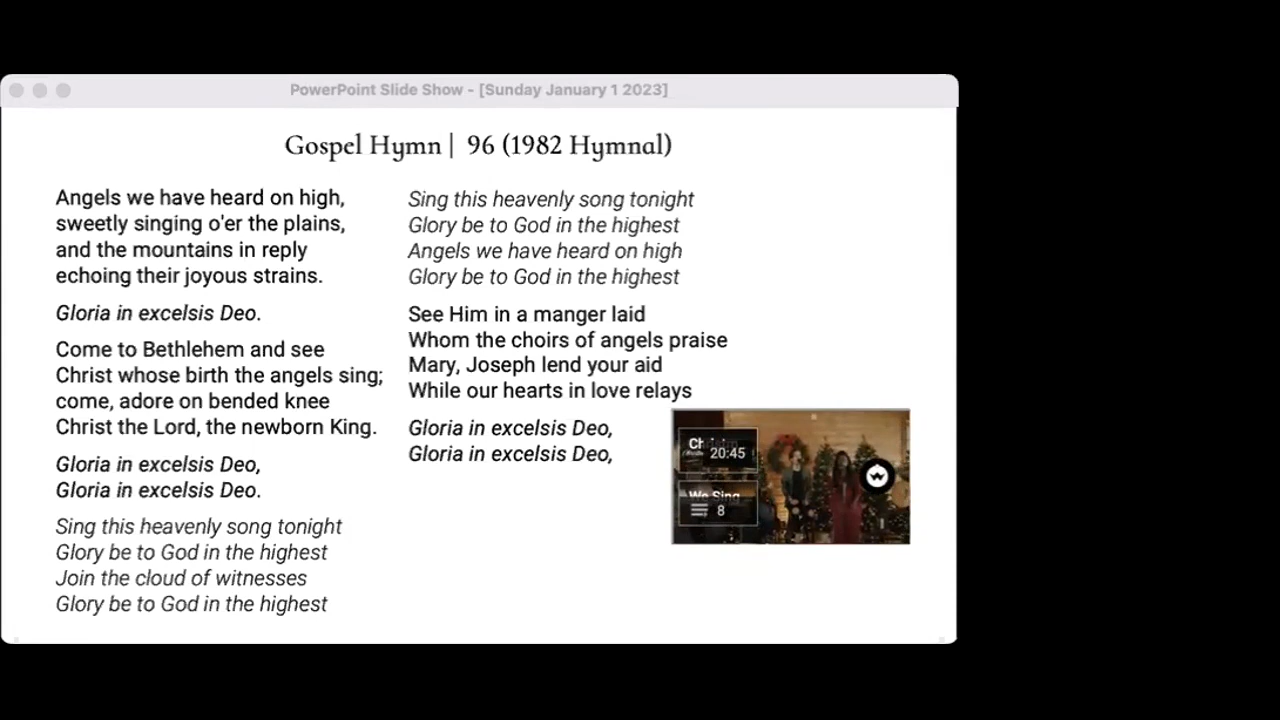 PowerPoint Slide Show - [Sunday January 1 2023]
Gospel Hymn | 96 (1982 Hymnal)
Angels we have heard on high,
sweetly singing o'er the plains,
and the mountains in reply
echoing their joyous strains.
Gloria in excelsis Deo.
Come to Bethlehem and see
Christ whose birth the angels sing;
come, adore on bended knee
Christ the Lord, the newborn King.
Gloria in excelsis Deo,
Gloria in excelsis Deo.
Sing this heavenly song tonight
Glory be to God in the highest
Join the cloud of witnesses
Glory be to God in the highest
Sing this heavenly song tonight
Glory be to God in the highest
Angels we have heard on high
Glory be to God in the highest
See Him in a manger laid
Whom the choirs of angels praise
Mary, Joseph lend your aid
While our hearts in love relays
Gloria in excelsis Deo,
Gloria in excelsis Deo,
20:45
We Sing
8